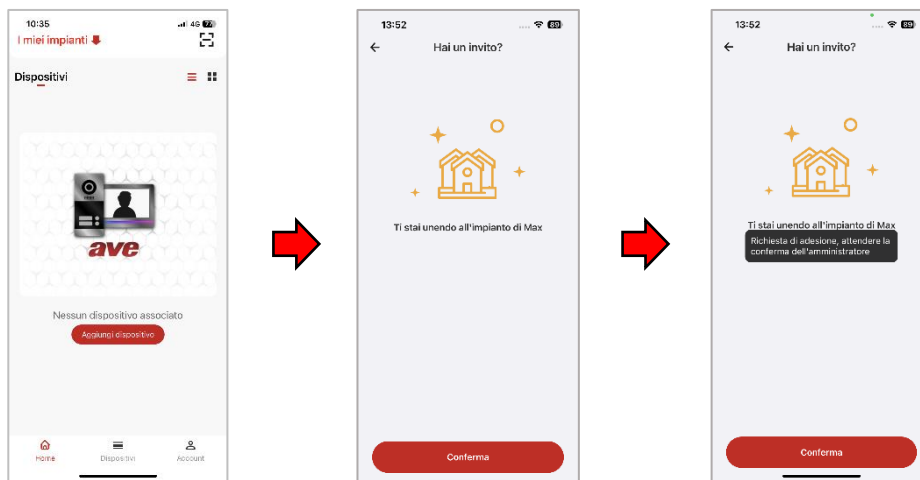 10:35
4G 77
I miei impianti
Dispositivi
ave
Nessun dispositivo associato
Aggiungi dispositivo
Home
Dispositivi
Account
13:52
89
Hai un invito?
Ti stai unendo all'impianto di Max
Conferma
13:52
89
Hai un invito?
Ti stai unendo all'impianto di Max
Richiesta di adesione, attendere la
conferma dell'amministratore
Conferma